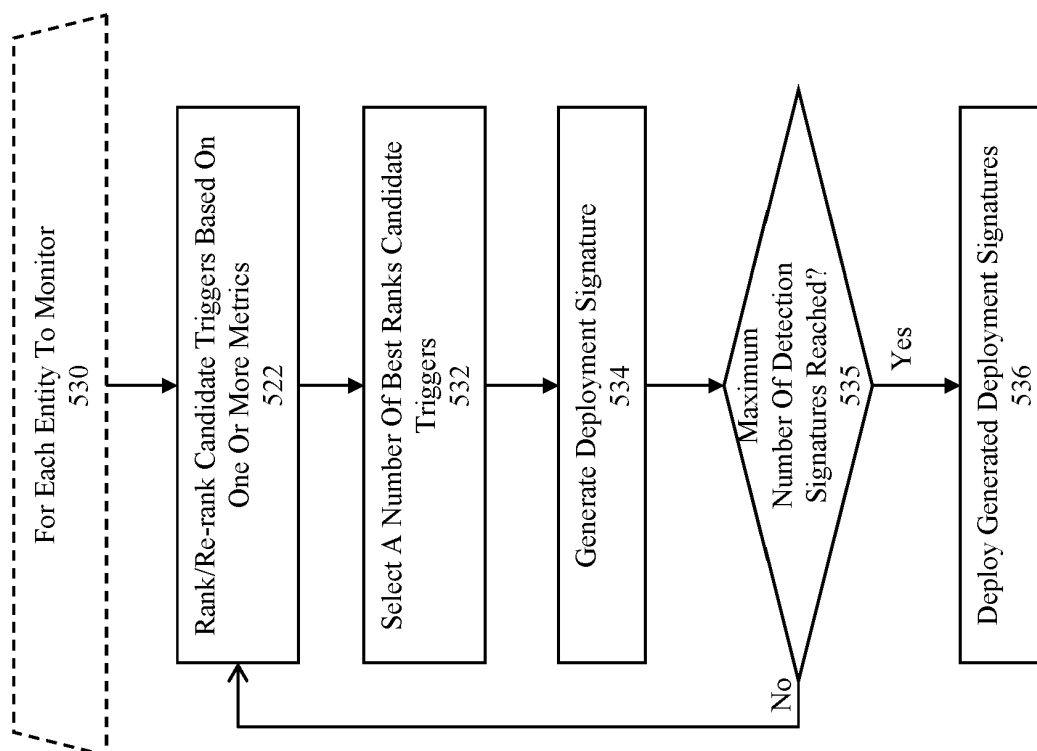 For Each Entity To Monitor
530
Rank/Re-rank Candidate Triggers Based On
One Or More Metrics
522
Select A Number Of Best Ranks Candidate
Triggers
532
Generate Deployment Signature
534
Maximum
Number Of Detection
Signatures Reached?
535
No
Yes
Deploy Generated Deployment Signatures
536